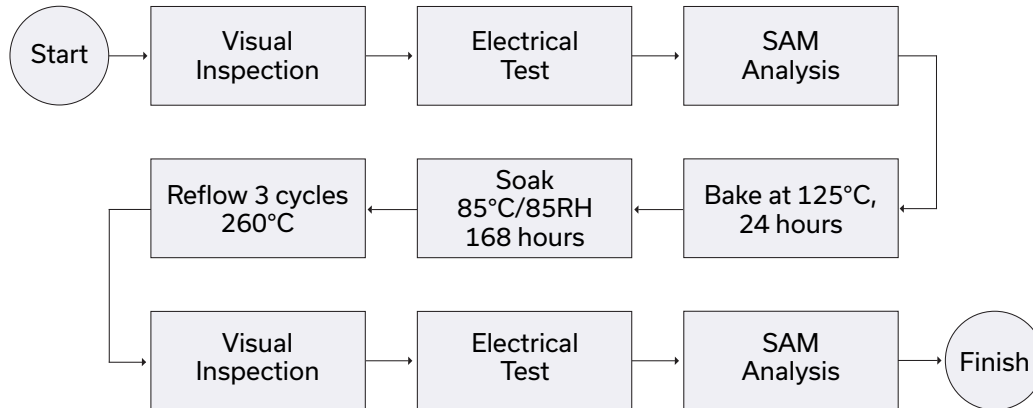 Start
Visual
Inspection
Electrical
Test
SAM
Analysis
Bake at 125°C,
24 hours
Soak
85°C/85RH
168 hours
Reflow 3 cycles
260°C
Visual
Inspection
Electrical
Test
SAM
Analysis
Finish